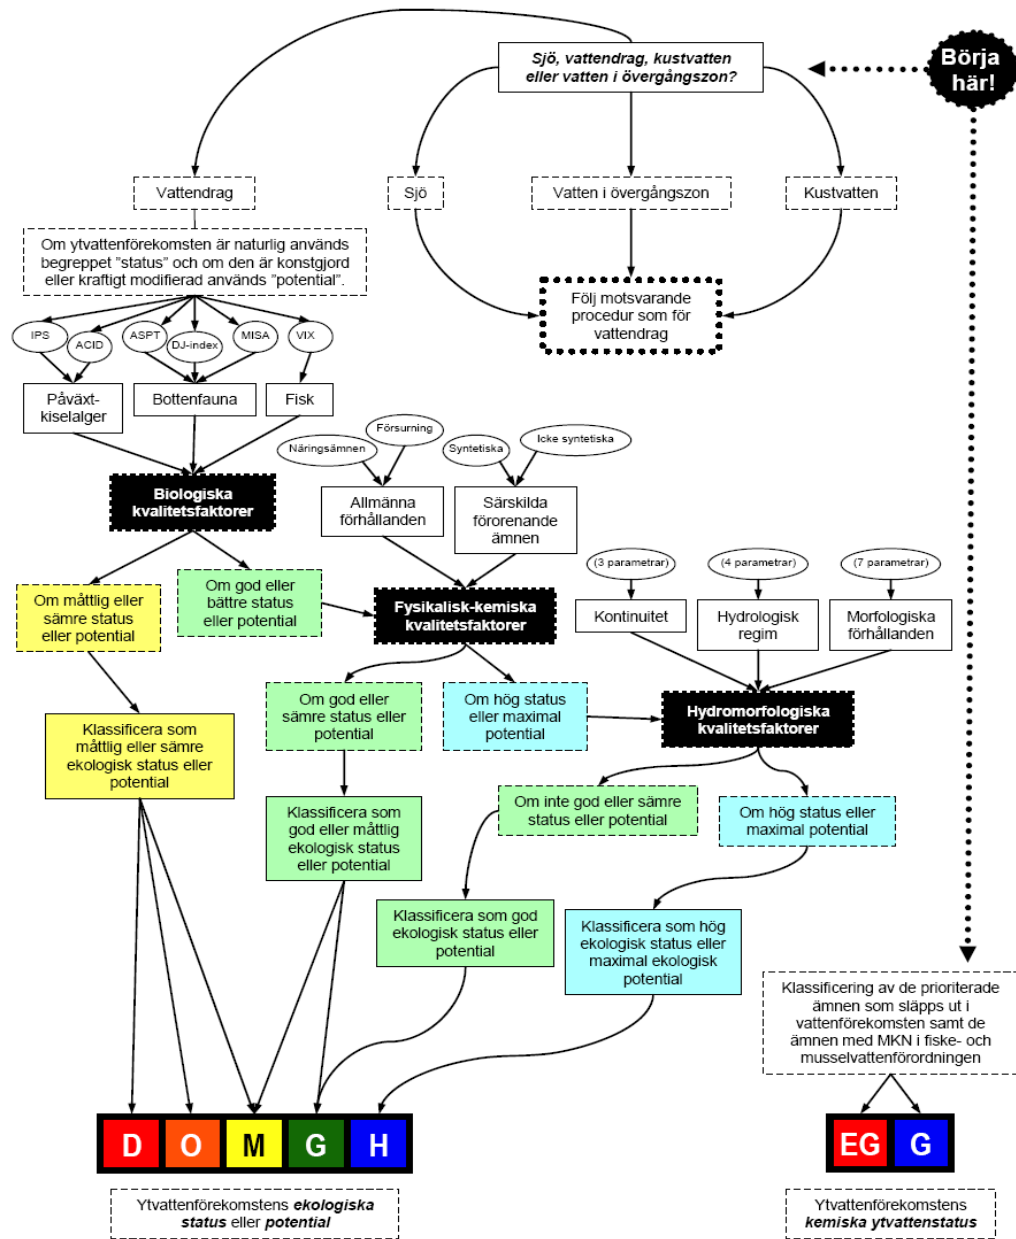 Börja
här!
Sjö, vattendrag, kustvatten
eller vatten i övergångszon?
Vattendrag
Sjö
Vatten i övergångszon
Kustvatten
Om ytvattenförekomsten är naturlig används
begreppet ”status” och om den är konstgjord
eller kraftigt modifierad används ”potential”.
Följ motsvarande
procedur som för
vattendrag
IPS
ACID
ASPT
DJ-index
MISA
VIX
Påväxt-
kiselalger
Bottenfauna
Fisk
Näringsämnen
Försurning
Syntetiska
Icke syntetiska
Biologiska
kvalitetsfaktorer
Allmänna
förhållanden
Särskilda
förorenande
ämnen
(3 parametrar)
(4 parametrar)
(7 parametrar)
Om måttlig eller
sämre status
eller potential
Om god eller
bättre status
eller potential
Fysikalisk-kemiska
kvalitetsfaktorer
Kontinuitet
Hydrologisk
regim
Morfologiska
förhållanden
Om god eller
sämre status eller
potential
Om hög status
eller maximal
potential
Hydromorfologiska
kvalitetsfaktorer
Klassificera som
måttlig eller sämre
ekologisk status eller
potential
Klassificera som
god eller måttlig
ekologisk status
eller potential
Om inte god eller sämre
status eller potential
Om hög status eller
maximal potential
Klassificera som god
ekologisk status eller
potential
Klassificera som hög
ekologisk status eller
maximal ekologisk
potential
Klassificering av de prioriterade
ämnen som släpps ut i
vattenförekomsten samt de
ämnen med MKN i fiske- och
musselvattenförordningen
D O M G H
EG G
Ytvattenförekomstens ekologiska
status eller potential
Ytvattenförekomstens
kemiska ytvattenstatus